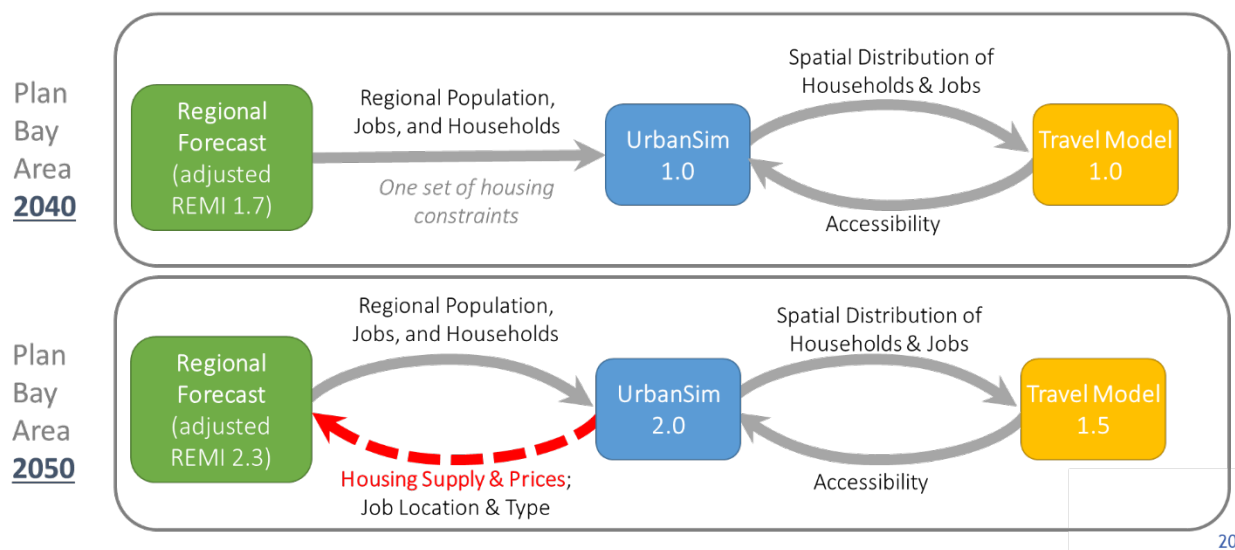 Plan
Bay
Area
2040
Regional
Forecast
(adjusted
REMI 1.7)
Regional Population,
Jobs, and Households
One set of housing
constraints
UrbanSim
1.0
Spatial Distribution of
Households & Jobs
Accessibility
Travel Model
1.0
Plan
Bay
Area
2050
Regional
Forecast
(adjusted
REMI 2.3)
Regional Population,
Jobs, and Households
Housing Supply & Prices;
Job Location & Type
UrbanSim
2.0
Spatial Distribution of
Households & Jobs
Accessibility
Travel Model
1.5
20